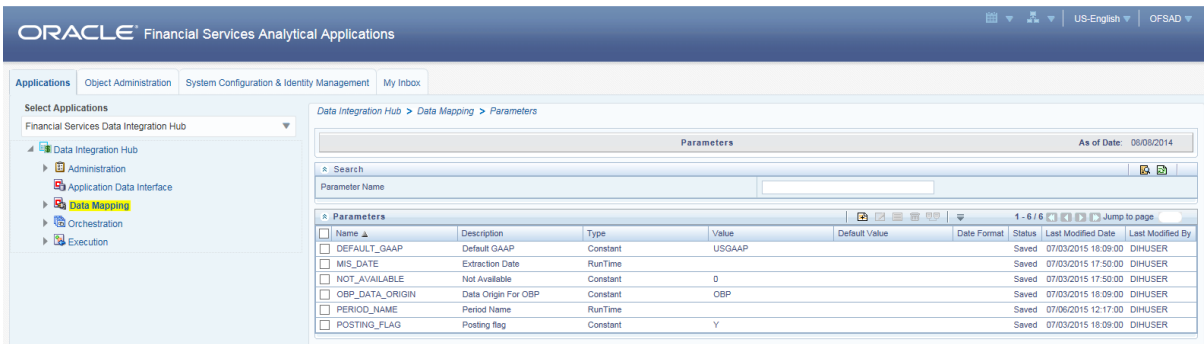 US-English OFSAD
ORACLE® Financial Services Analytical Applications
Applications Object Administration System Configuration & Identity Management My Inbox
Select Applications
Financial Services Data Integration Hub
Data Integration Hub
Administration
Application Data Interface
Data Mapping
Orchestration
Execution
Data Integration Hub > Data Mapping > Parameters
Parameters As of Date: 08/08/2014
Search
Parameter Name
Parameters 1 - 6 / 6 Jump to page
Name Description Type Value Default Value Date Format Status Last Modified Date Last Modified By
DEFAULT_GAAP Default GAAP Constant USGAAP Saved 07/03/2015 18:09:00 DIHUSER
MIS_DATE Extraction Date RunTime Saved 07/03/2015 17:50:00 DIHUSER
NOT_AVAILABLE Not Available Constant 0 Saved 07/03/2015 17:50:00 DIHUSER
OBP_DATA_ORIGIN Data Origin For OBP Constant OBP Saved 07/03/2015 18:09:00 DIHUSER
PERIOD_NAME Period Name RunTime Saved 07/06/2015 12:17:00 DIHUSER
POSTING_FLAG Posting flag Constant Y Saved 07/03/2015 18:09:00 DIHUSER